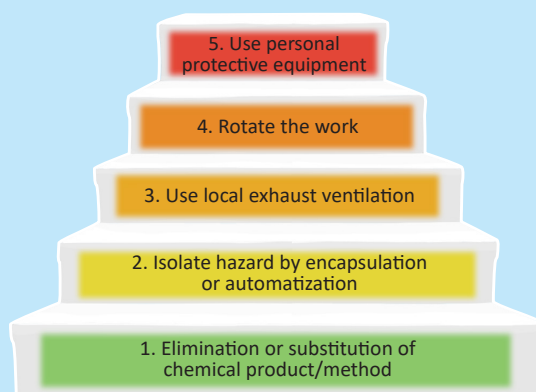 5. Use personal
protective equipment
4. Rotate the work
3. Use local exhaust ventilation
2. Isolate hazard by encapsulation
or automatization
1. Elimination or substitution of
chemical product/method